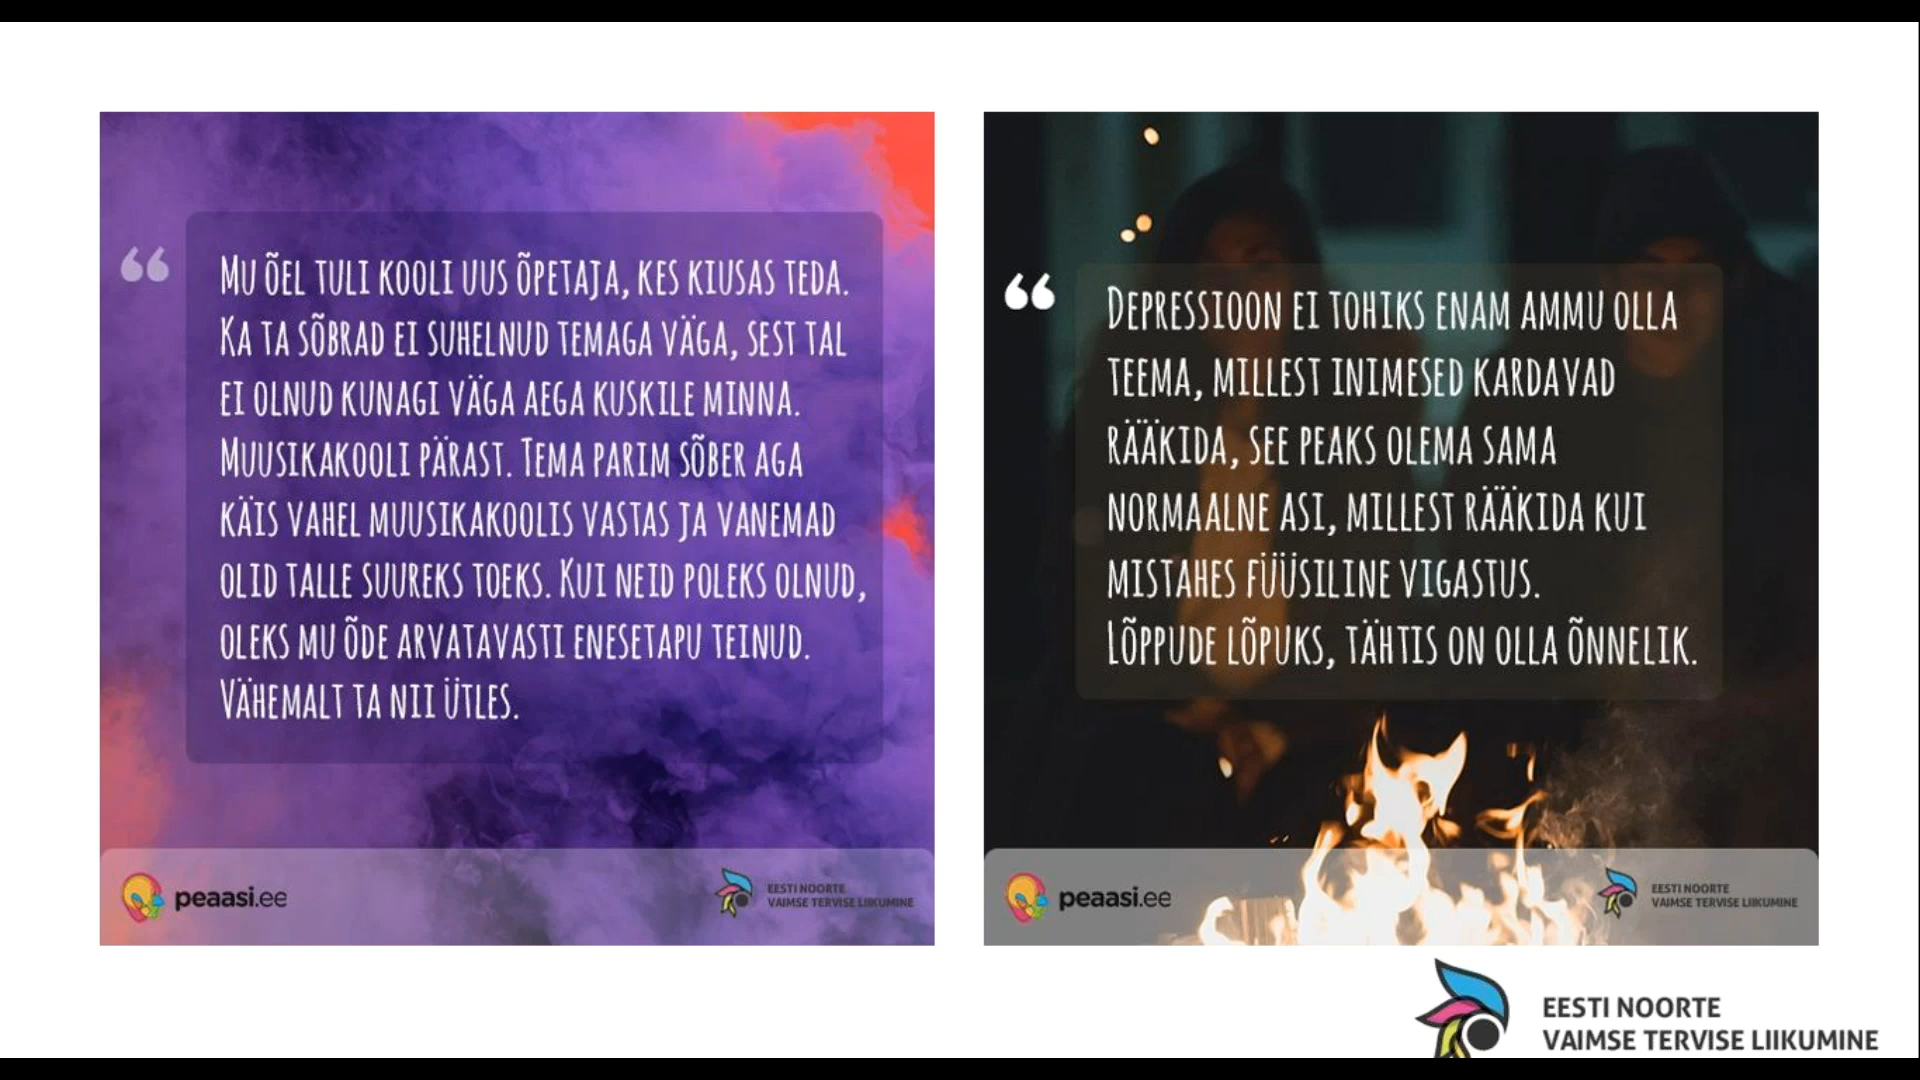 MU ÕEL TULI KOOLI UUS ÕPETAJA, KES KIUSAS TEDA.
KA TA SÕBRAD EI SUHELNUD TEMAGA VÄGA, SEST TAL
EI OLNUD KUNAGI VÄGA AEGA KUSKILE MINNA.
MUUSIKAKOOLI PÄRAST. TEMA PARIM SÕBER AGA
KÄIS VAHEL MUUSIKAKOOLIS VASTAS JA VANEMAD
OLID TALLE SUUREKS TOEKS. KUI NEID POLEKS OLNUD,
OLEKS MU ÕDE ARVATAVASTI ENESETAPU TEINUD.
VÄHEMALT TA NII ÜTLES.
peaasi.ee
EESTI NOORTE
VAIMSE TERVISE LIIKUMINE
DEPRESSIOON EI TOHIKS ENAM AMMU OLLA
TEEMA, MILLEST INIMESED KARDAVAD
RÄÄKIDA, SEE PEAKS OLEMA SAMA
NORMAALNE ASI, MILLEST RÄÄKIDA KUI
MISTAHES FÜÜSILINE VIGASTUS.
LÕPPUDE LÕPUKS, TÄHTIS ON OLLA ÕNNELIK.
peaasi.ee
EESTI NOORTE
VAIMSE TERVISE LIIKUMINE
EESTI NOORTE
VAIMSE TERVISE LIIKUMINE